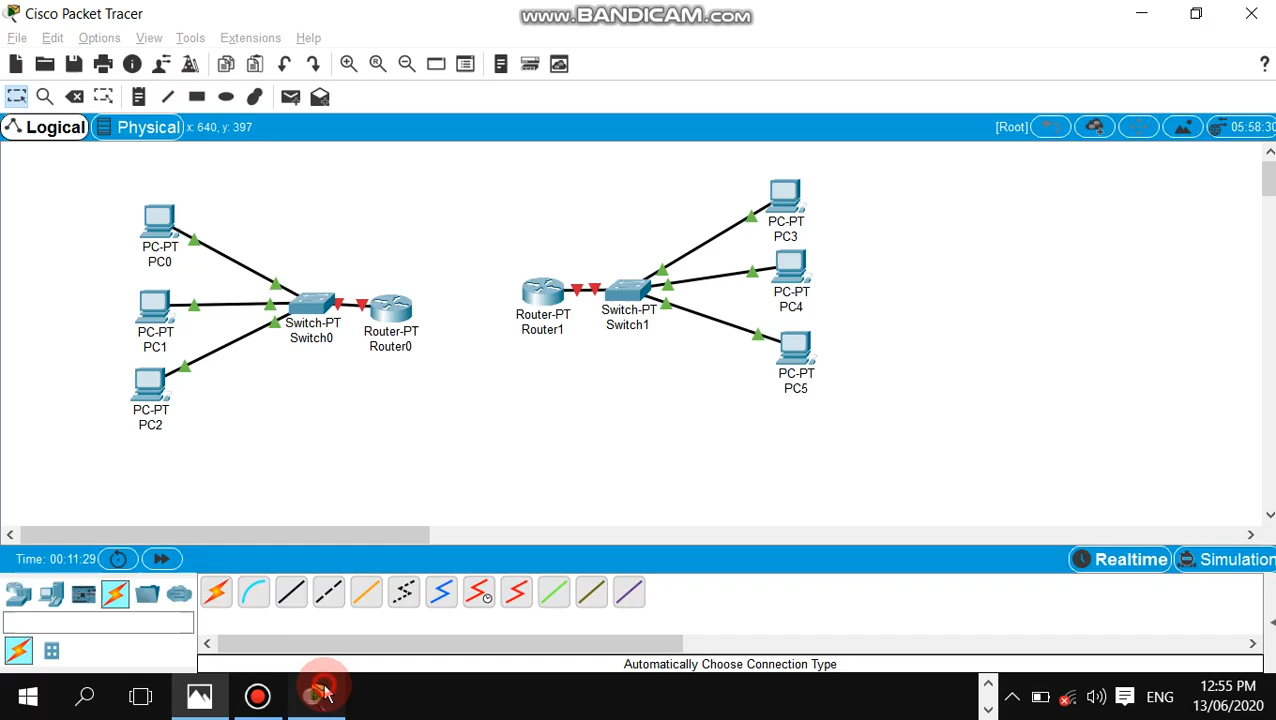 Cisco Packet Tracer
www.BANDICAM.com
File Edit Options View Tools Extensions Help
Logical
Physical
x: 640, y: 397
[Root]
05:58:30
PC-PT
PC0
PC-PT
PC1
PC-PT
PC2
Switch-PT
Switch0
Router-PT
Router0
Router-PT
Router1
Switch-PT
Switch1
PC-PT
PC3
PC-PT
PC4
PC-PT
PC5
Time: 00:11:29
Realtime
Simulation
Automatically Choose Connection Type
ENG
12:55 PM
13/06/2020